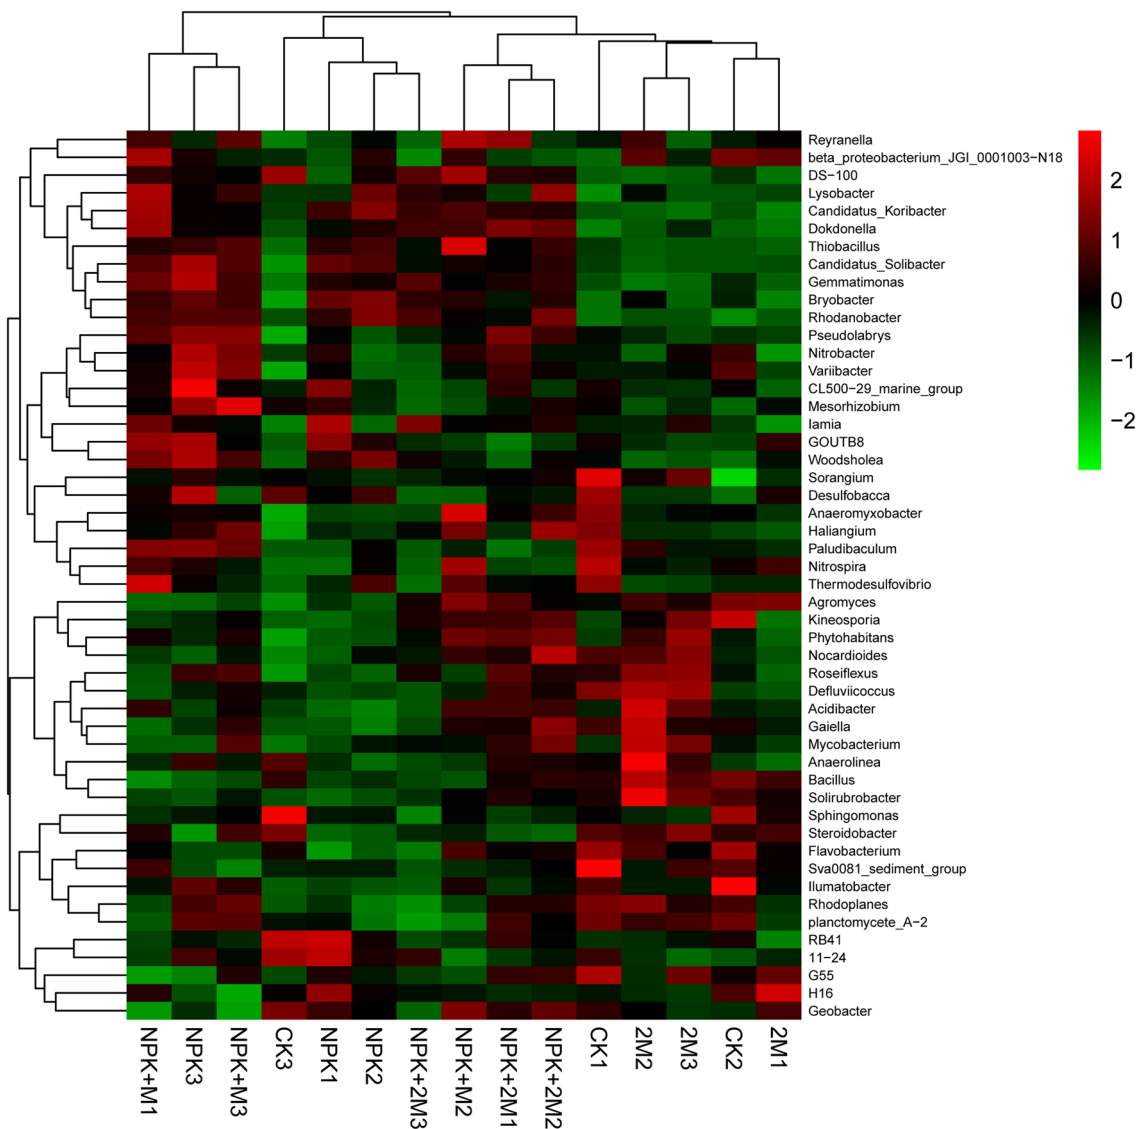 Reyranella
beta_proteobacterium_JGI_0001003−N18
DS−100
Lysobacter
Candidatus_Koribacter
Dokdonella
Thiobacillus
Candidatus_Solibacter
Gemmatimonas
Bryobacter
Rhodanobacter
Pseudolabrys
Nitrobacter
Variibacter
CL500−29_marine_group
Mesorhizobium
Iamia
GOUTB8
Woodsholea
Sorangium
Desulfobacca
Anaeromyxobacter
Haliangium
Paludibaculum
Nitrospira
Thermodesulfovibrio
Agromyces
Kineosporia
Phytohabitans
Nocardioides
Roseiflexus
Defluviicoccus
Acidibacter
Gaiella
Mycobacterium
Anaerolinea
Bacillus
Solirubrobacter
Sphingomonas
Steroidobacter
Flavobacterium
Sva0081_sediment_group
Ilumatobacter
Rhodoplanes
planctomycete_A−2
RB41
11−24
G55
H16
Geobacter
2
1
0
−1
−2
NPK+M1
NPK3
NPK+M3
CK3
NPK1
NPK2
NPK+2M3
NPK+M2
NPK+2M1
NPK+2M2
CK1
2M2
2M3
CK2
2M1